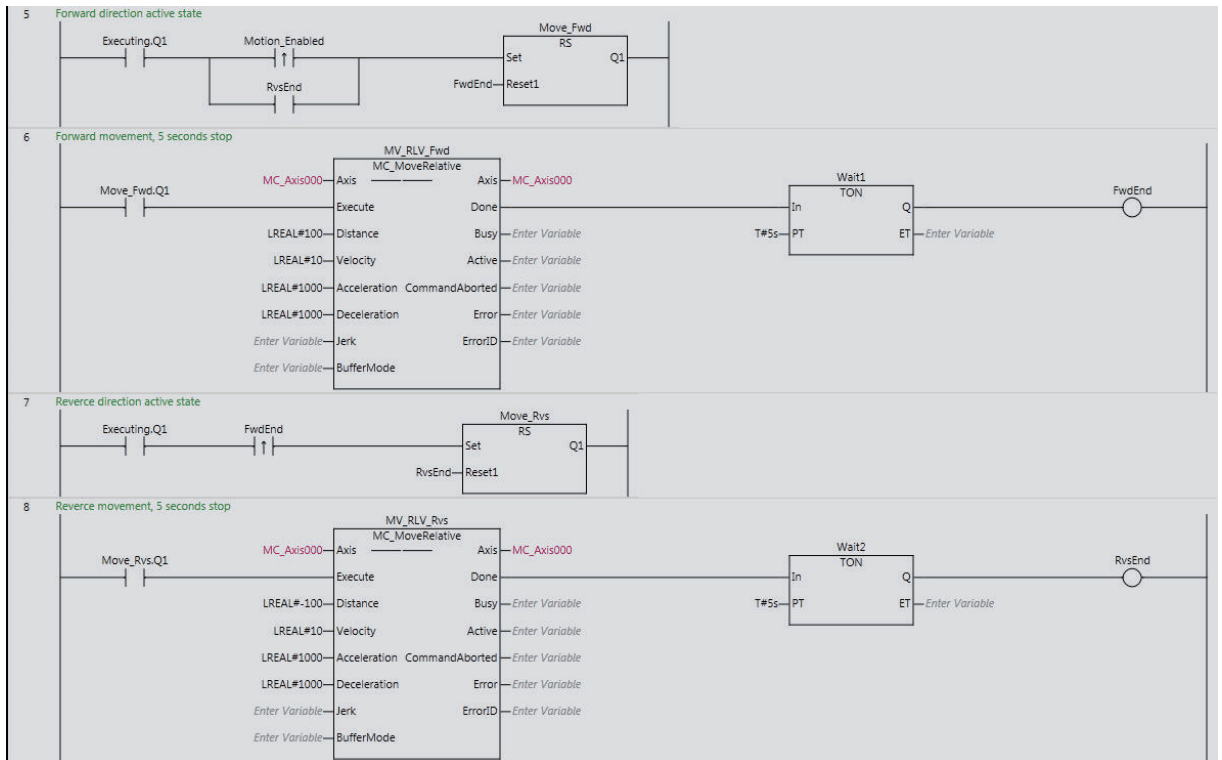 5 Forward direction active state
Move_Fwd
Executing.Q1 Motion_Enabled RS
↑ Set Q1
RvsEnd FwdEnd Reset1
6 Forward movement, 5 seconds stop
MV_RLV_Fwd
MC_MoveRelative
MC_Axis000 Axis Axis MC_Axis000 Wait1
Move_Fwd.Q1 TON FwdEnd
Execute Done In Q
LREAL#100 Distance Busy Enter Variable T#5s PT ET Enter Variable
LREAL#10 Velocity Active Enter Variable
LREAL#1000 Acceleration CommandAborted Enter Variable
LREAL#1000 Deceleration Error Enter Variable
Enter Variable Jerk ErrorID Enter Variable
Enter Variable BufferMode
7 Reverce direction active state
Move_Rvs
Executing.Q1 FwdEnd RS
↑ Set Q1
RvsEnd Reset1
8 Reverce movement, 5 seconds stop
MV_RLV_Rvs
MC_MoveRelative
MC_Axis000 Axis Axis MC_Axis000 Wait2
Move_Rvs.Q1 TON RvsEnd
Execute Done In Q
LREAL#-100 Distance Busy Enter Variable T#5s PT ET Enter Variable
LREAL#10 Velocity Active Enter Variable
LREAL#1000 Acceleration CommandAborted Enter Variable
LREAL#1000 Deceleration Error Enter Variable
Enter Variable Jerk ErrorID Enter Variable
Enter Variable BufferMode